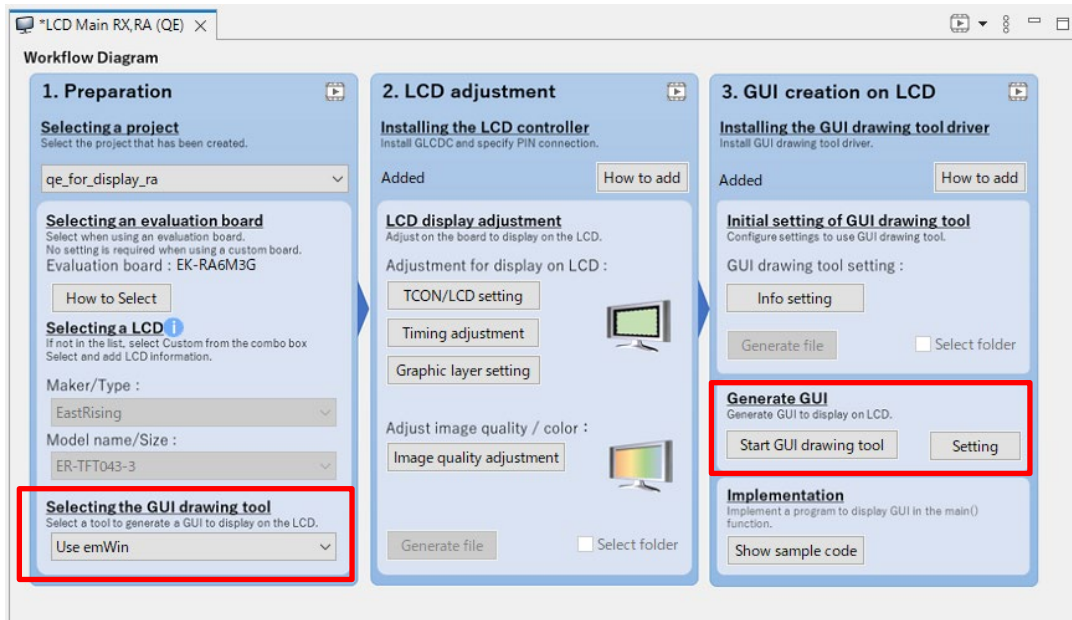 *LCD Main RX,RA (QE)
Workflow Diagram
1. Preparation
Selecting a project
Select the project that has been created.
qe_for_display_ra
Selecting an evaluation board
Select when using an evaluation board.
No setting is required when using a custom board.
Evaluation board : EK-RA6M3G
How to Select
Selecting a LCD
If not in the list, select Custom from the combo box
Select and add LCD information.
Maker/Type :
EastRising
Model name/Size :
ER-TFT043-3
Selecting the GUI drawing tool
Select a tool to generate a GUI to display on the LCD.
Use emWin
2. LCD adjustment
Installing the LCD controller
Install GLCDC and specify PIN connection.
Added
How to add
LCD display adjustment
Adjust on the board to display on the LCD.
Adjustment for display on LCD :
TCON/LCD setting
Timing adjustment
Graphic layer setting
Adjust image quality / color :
Image quality adjustment
Generate file
Select folder
3. GUI creation on LCD
Installing the GUI drawing tool driver
Install GUI drawing tool driver.
Added
How to add
Initial setting of GUI drawing tool
Configure settings to use GUI drawing tool.
GUI drawing tool setting :
Info setting
Generate file
Select folder
Generate GUI
Generate GUI to display on LCD.
Start GUI drawing tool
Setting
Implementation
Implement a program to display GUI in the main()
function.
Show sample code